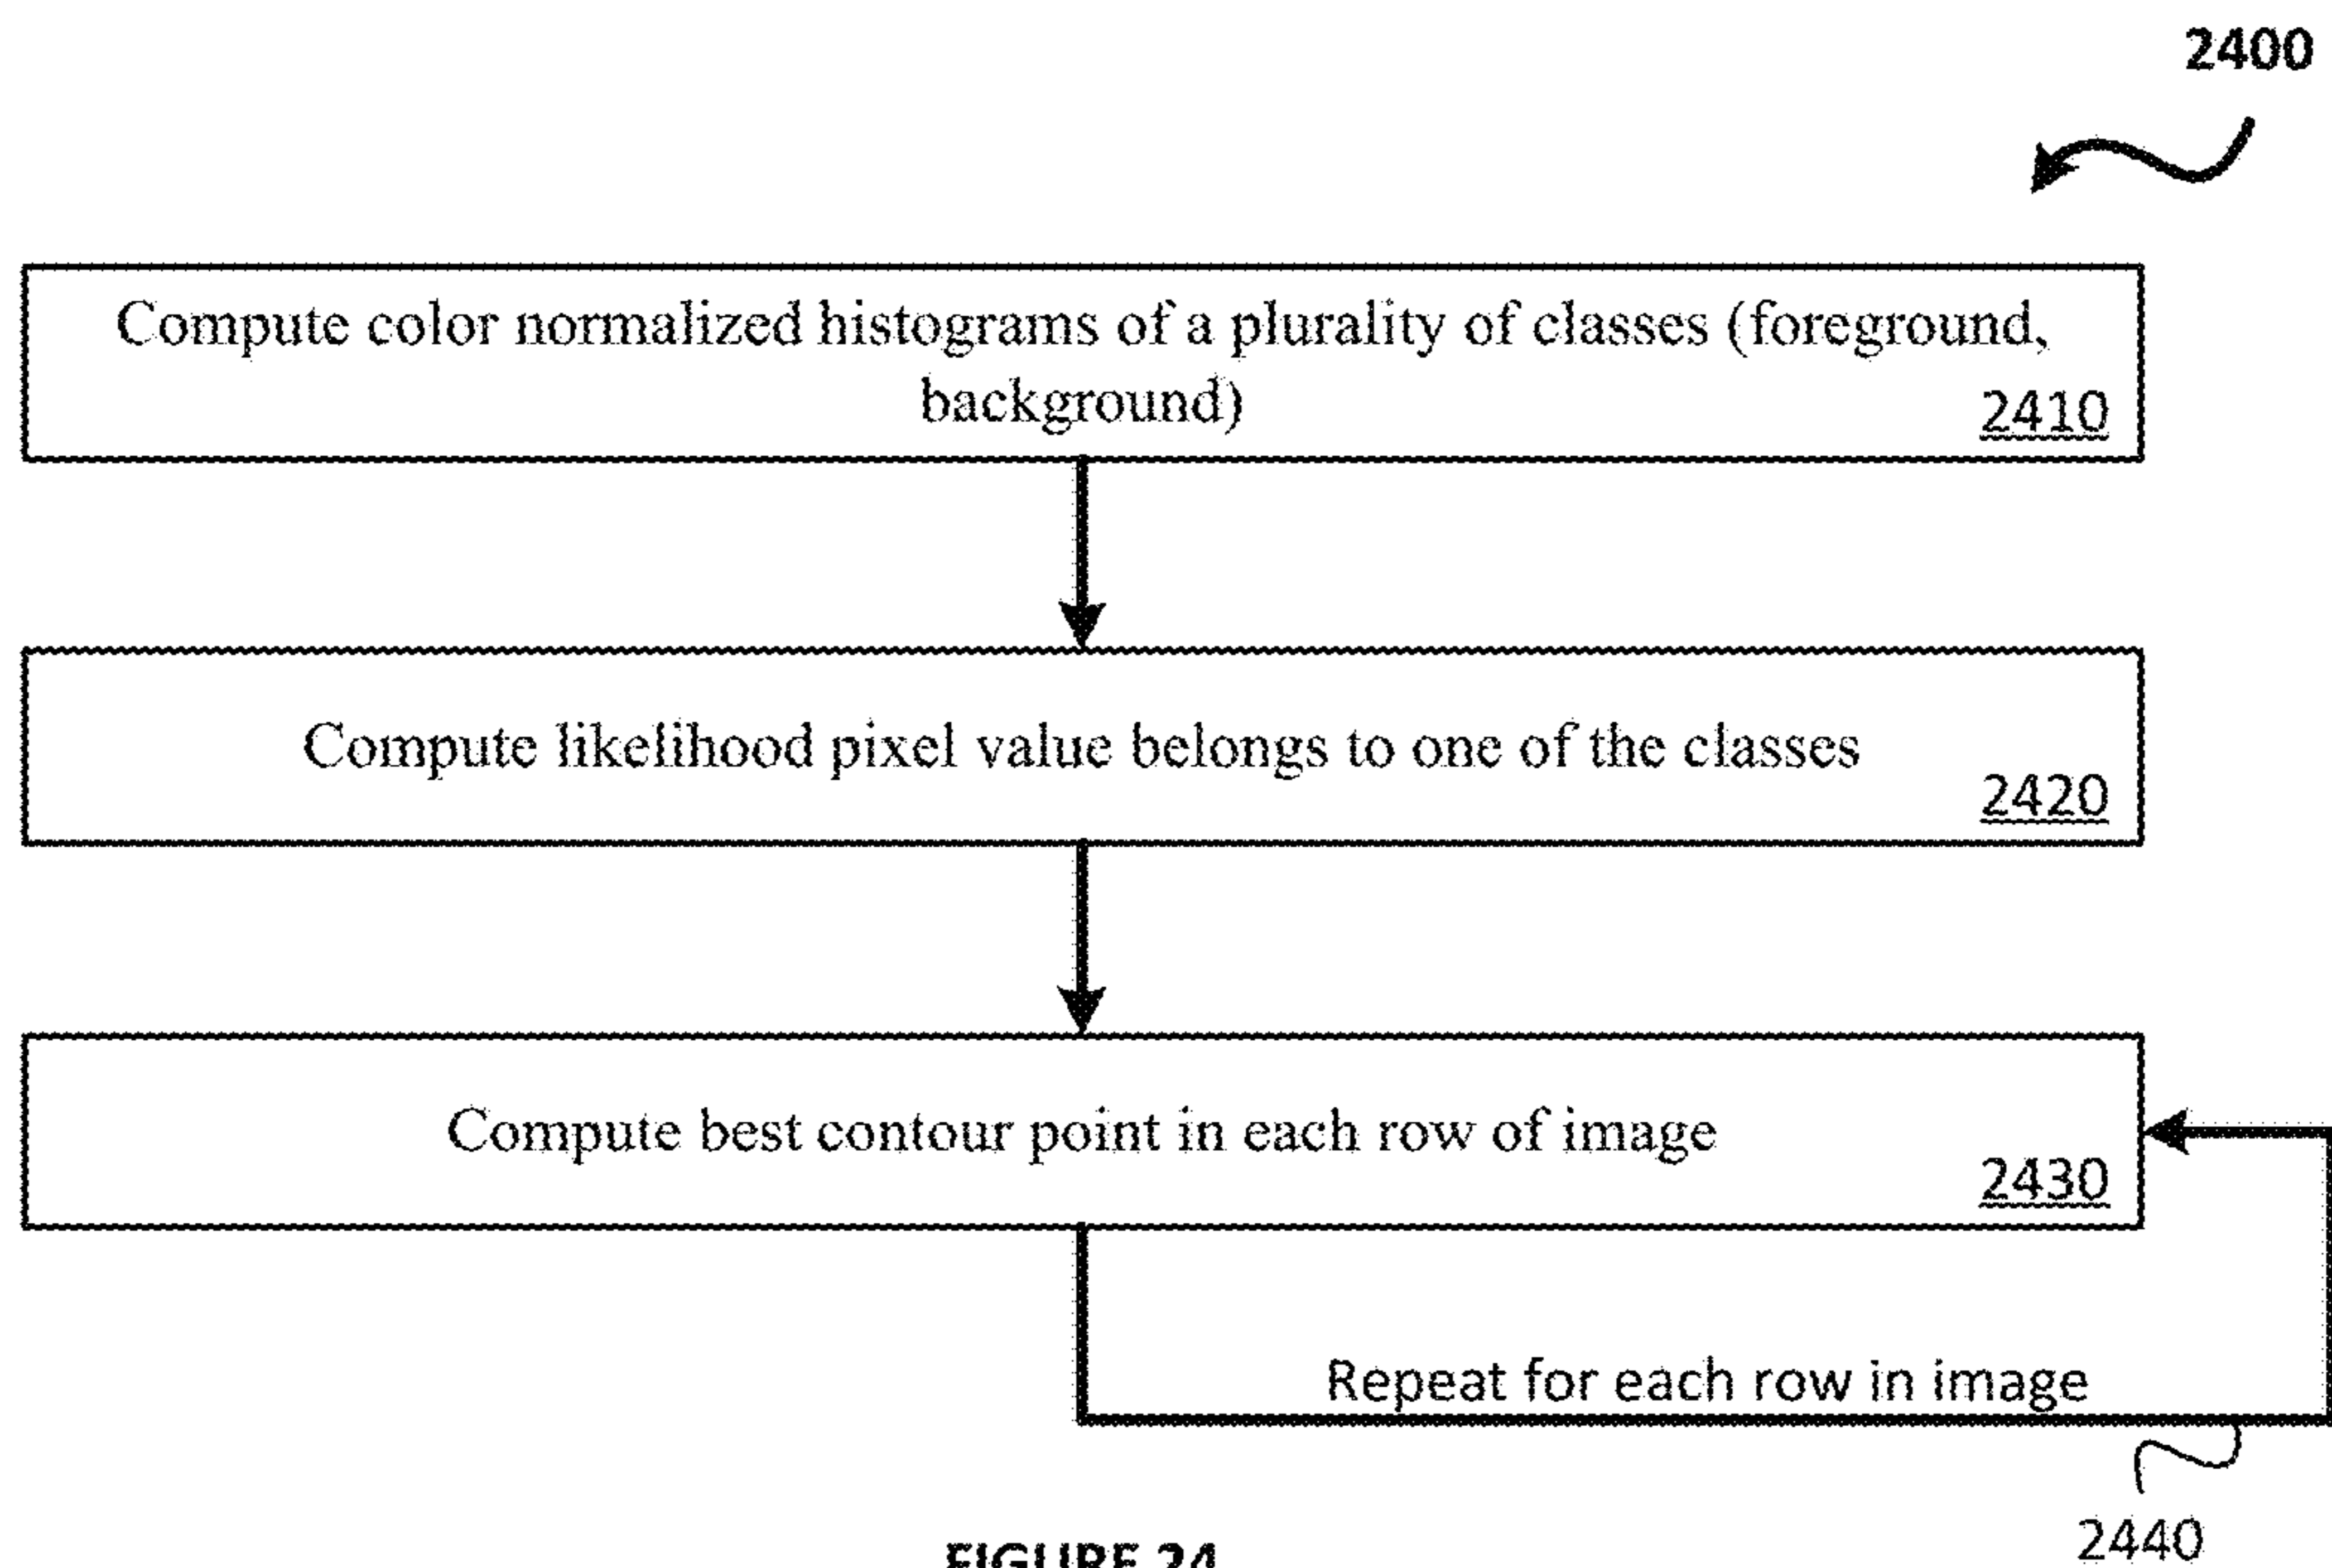 2400
Compute color normalized histograms of a plurality of classes (foreground,
background)
2410
Compute likelihood pixel value belongs to one of the classes
2420
Compute best contour point in each row of image
2430
Repeat for each row in image
2440
FIGURE 24